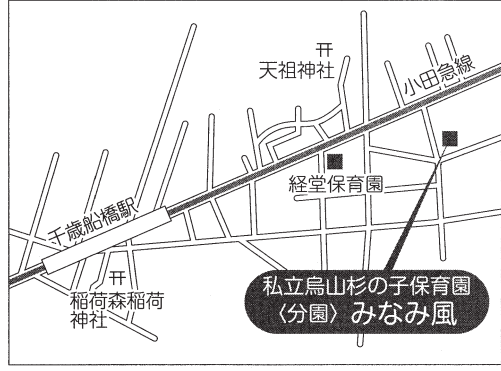 天祖神社
小田急線
経堂保育園
千歳船橋駅
稲荷森稲荷
神社
私立烏山杉の子保育園
〈分園〉みなみ風